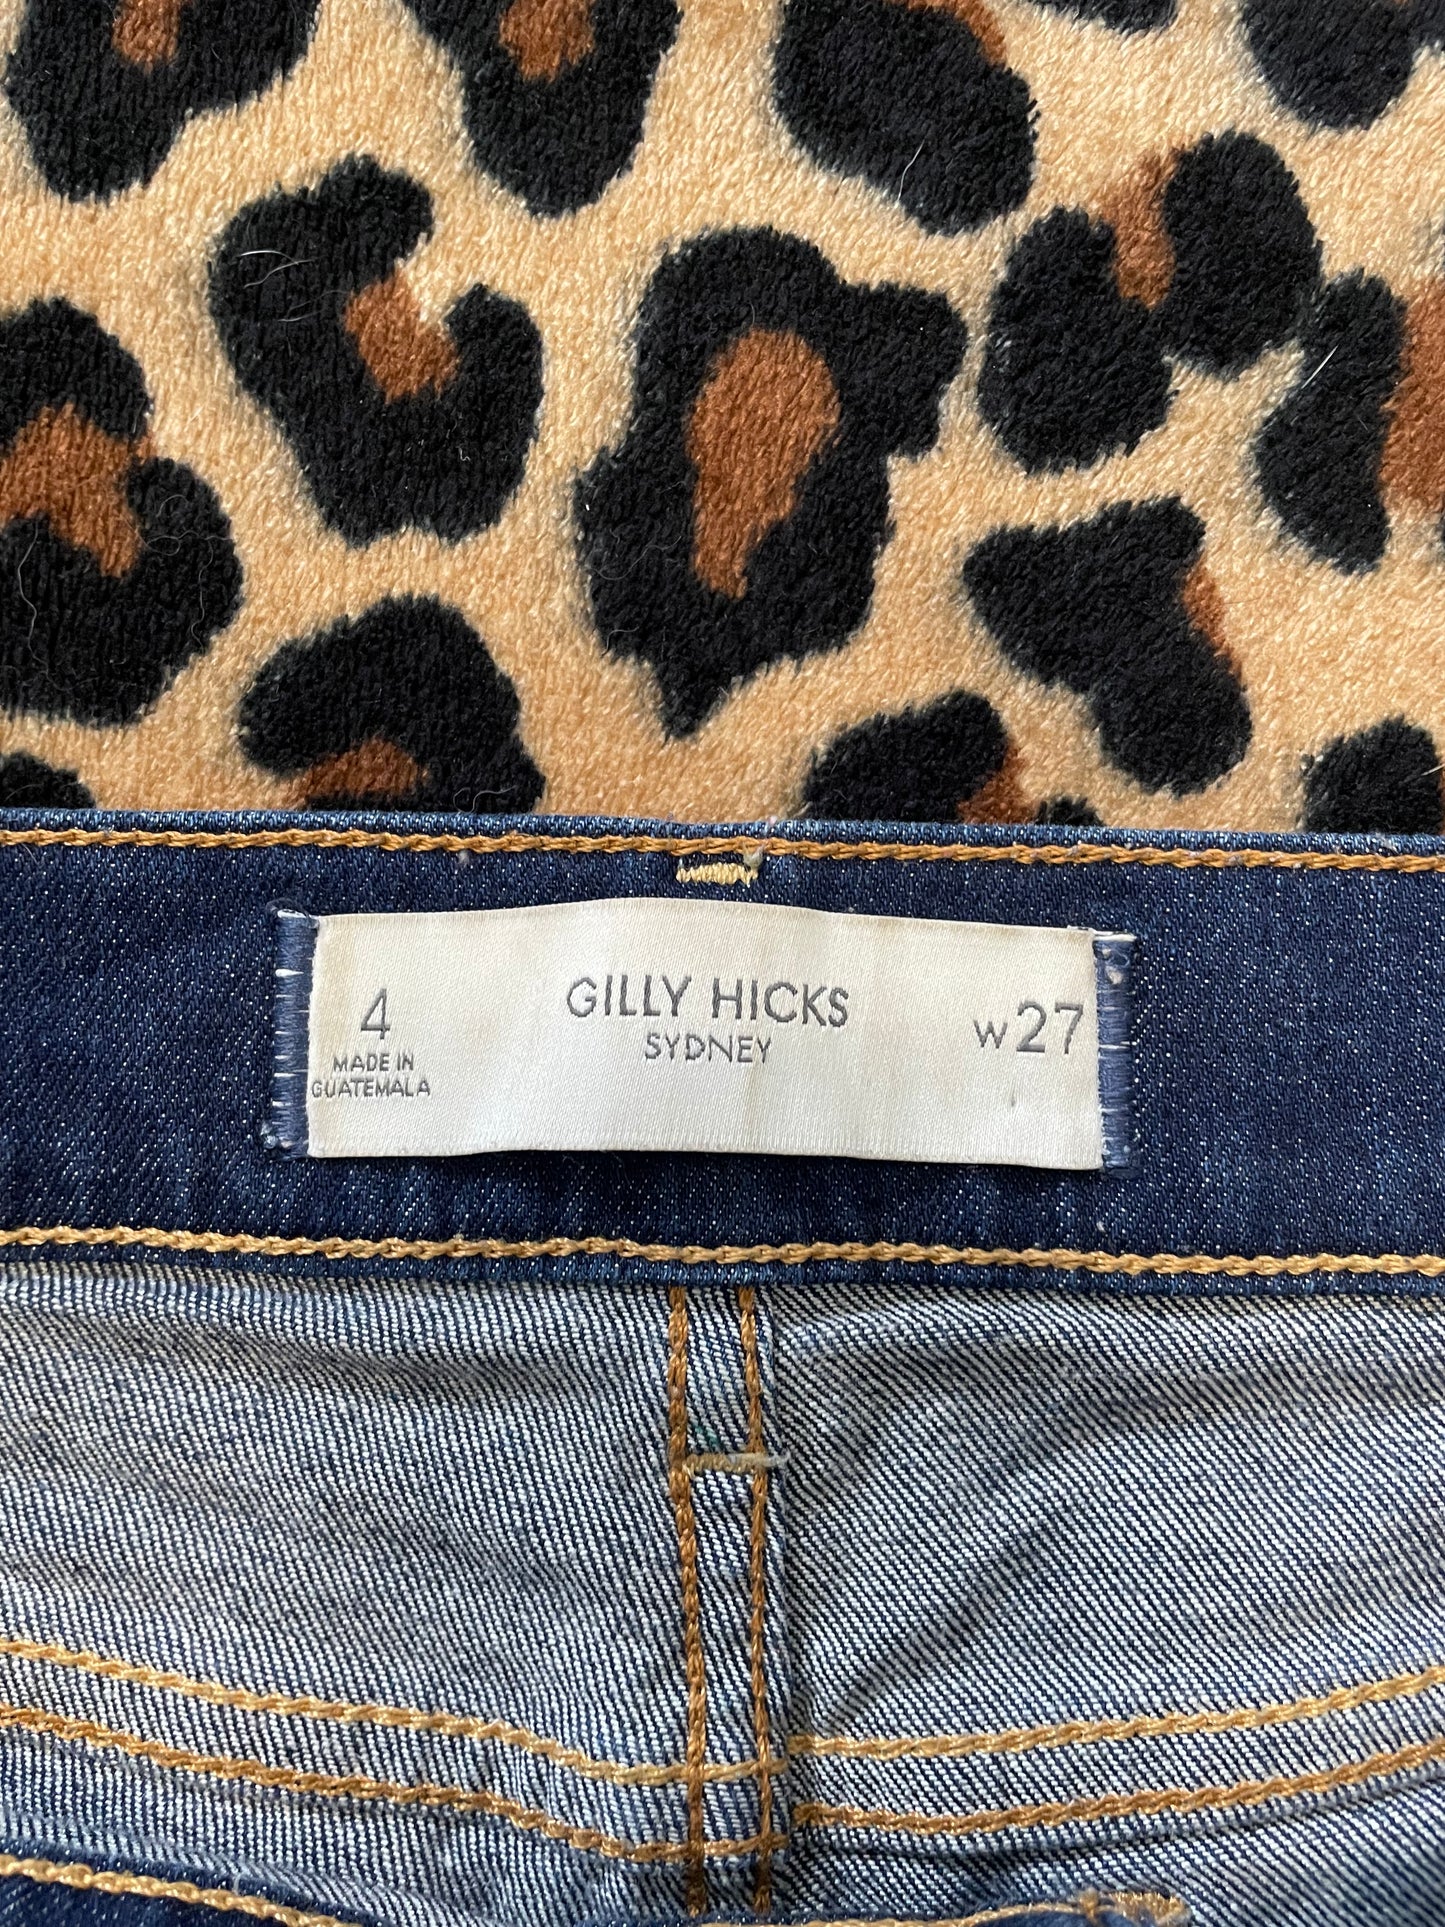 4
MADE IN
GUATEMALA
GILLY HICKS
SYDNEY
W27